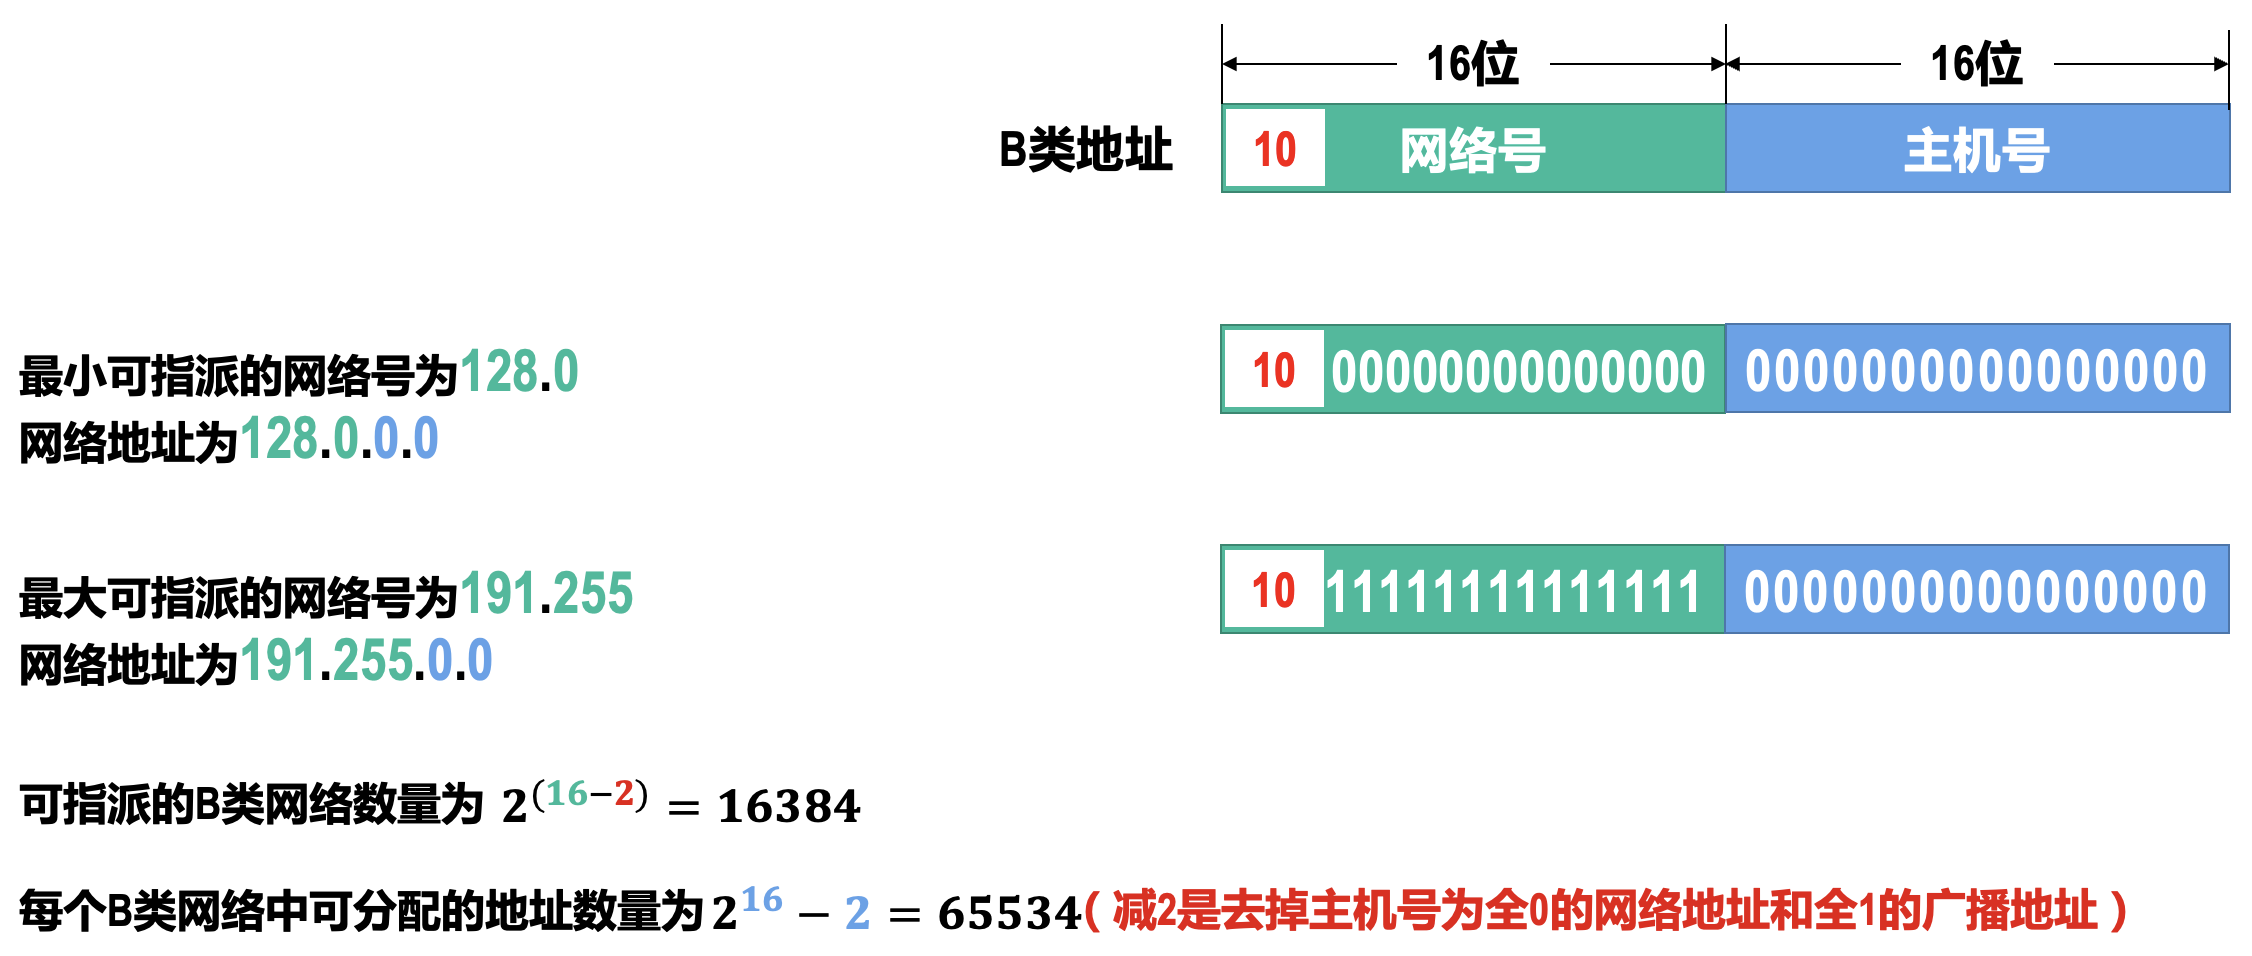 16位 16位
B类地址 10 网络号 主机号
最小可指派的网络号为128.0
10 00000000000000 0000000000000000
网络地址为128.0.0.0
最大可指派的网络号为191.255
10 11111111111111 0000000000000000
网络地址为191.255.0.0
可指派的B类网络数量为 2^(16−2) = 16384
每个B类网络中可分配的地址数量为2^16 − 2 = 65534(减2是去掉主机号为全0的网络地址和全1的广播地址)